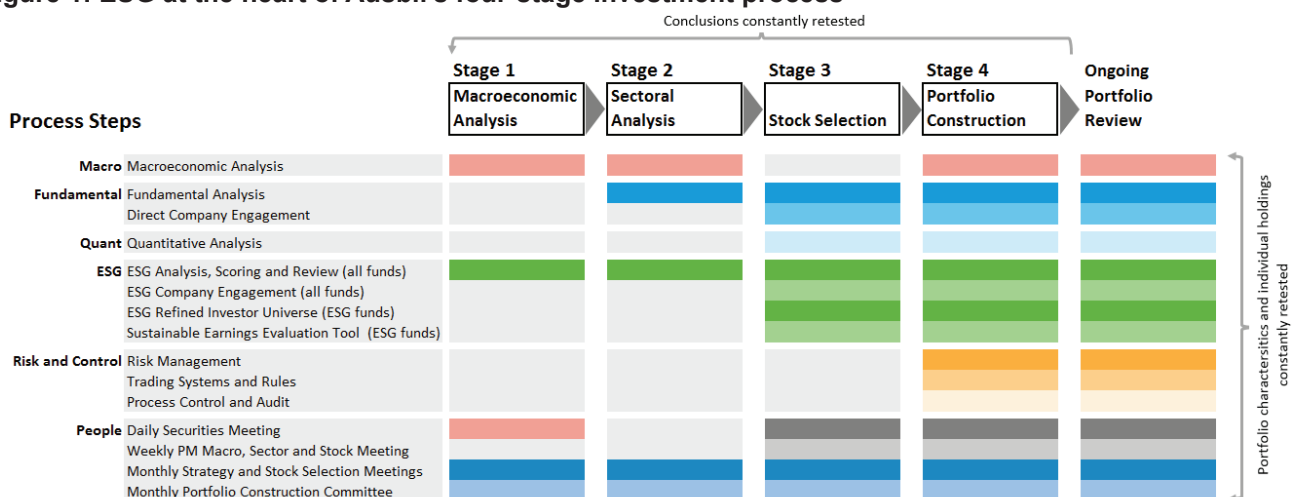 Conclusions constantly retested
Stage 1
Stage 2
Stage 3
Stage 4
Ongoing
Portfolio
Review
Macroeconomic
Analysis
Sectoral
Analysis
Stock Selection
Portfolio
Construction
Process Steps
Macro Macroeconomic Analysis
Fundamental Fundamental Analysis
Direct Company Engagement
Quant Quantitative Analysis
ESG ESG Analysis, Scoring and Review (all funds)
ESG Company Engagement (all funds)
ESG Refined Investor Universe (ESG funds)
Sustainable Earnings Evaluation Tool (ESG funds)
Risk and Control Risk Management
Trading Systems and Rules
Process Control and Audit
People Daily Securities Meeting
Weekly PM Macro, Sector and Stock Meeting
Monthly Strategy and Stock Selection Meetings
Monthly Portfolio Construction Committee
Portfolio charactersitics and individual holdings
constantly retested